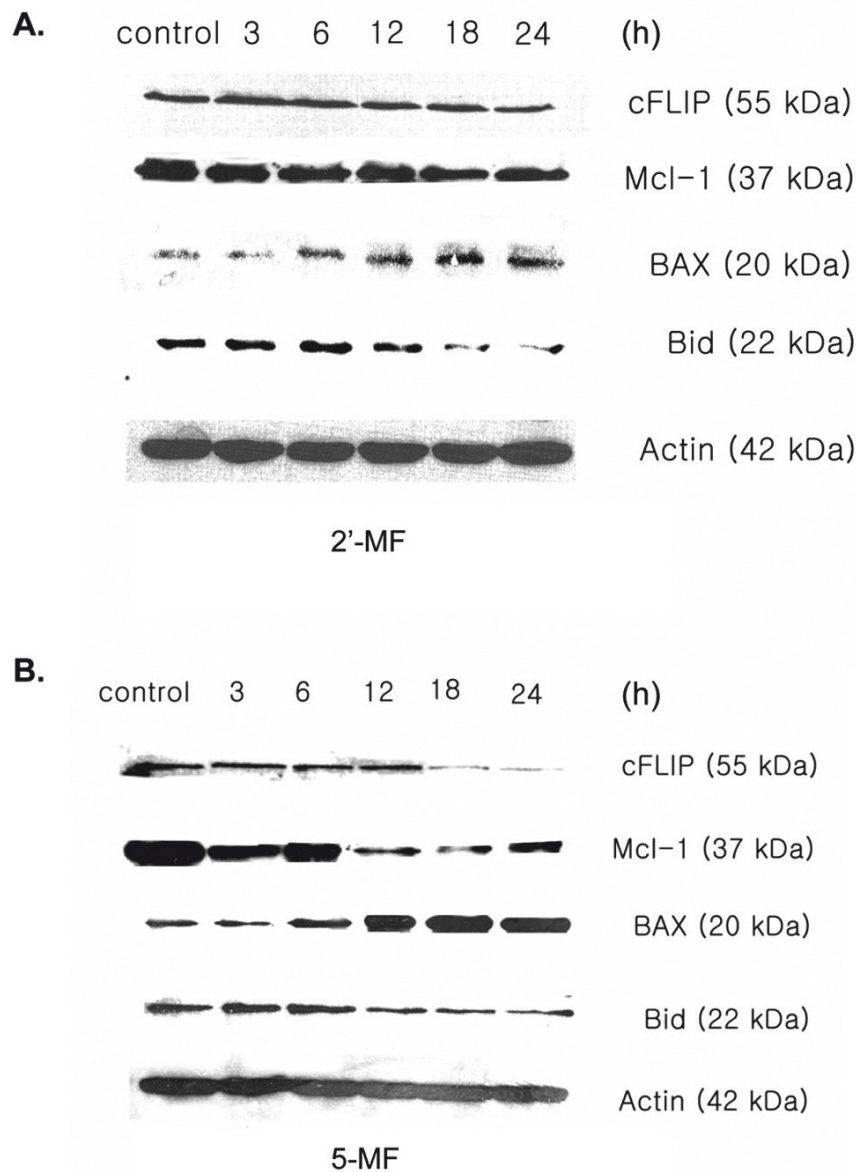 A.
control 3 6 12 18 24 (h)
cFLIP (55 kDa)
Mcl-1 (37 kDa)
BAX (20 kDa)
Bid (22 kDa)
Actin (42 kDa)
2'-MF
B.
control 3 6 12 18 24 (h)
cFLIP (55 kDa)
Mcl-1 (37 kDa)
BAX (20 kDa)
Bid (22 kDa)
Actin (42 kDa)
5-MF